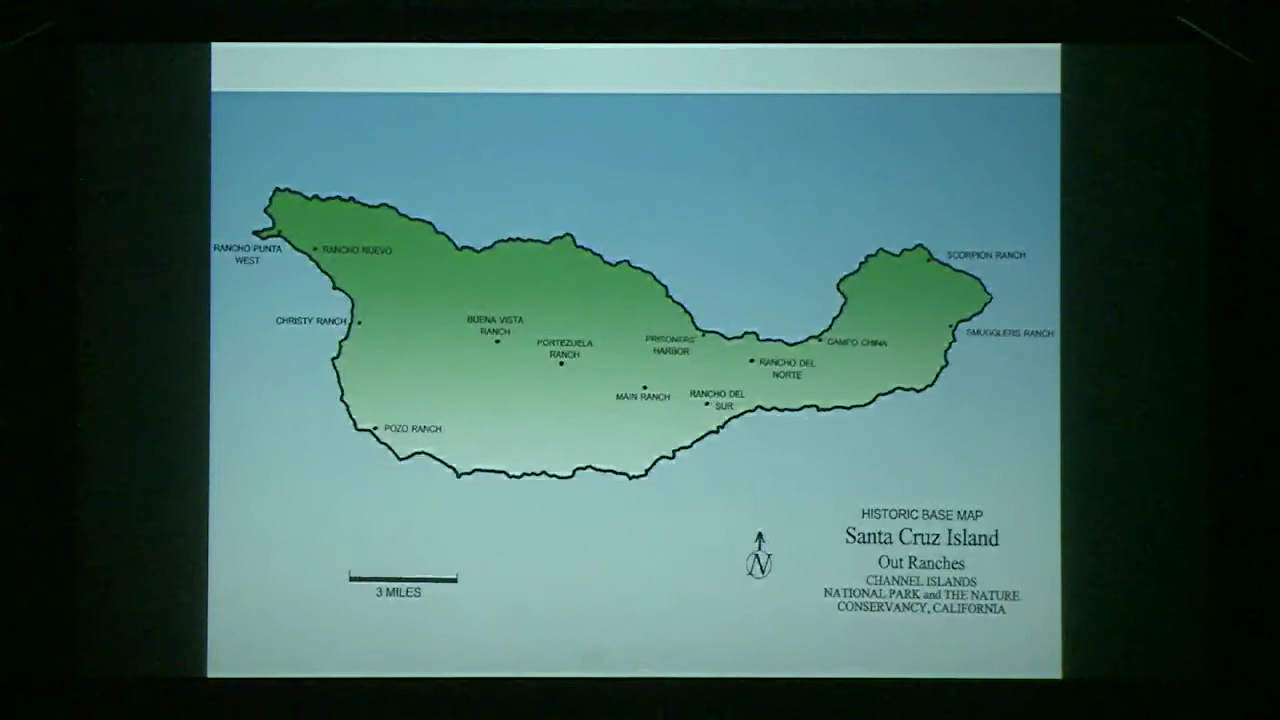 RANCHO PUNTA
WEST
RANCHO NUEVO
SCORPION RANCH
CHRISTY RANCH
BUENA VISTA
RANCH
PORTEZUELA
RANCH
PRISONERS'
HARBOR
CAMPO CHINA
SMUGGLERS RANCH
RANCHO DEL
NORTE
MAIN RANCH
RANCHO DEL
SUR
POZO RANCH
HISTORIC BASE MAP
Santa Cruz Island
Out Ranches
CHANNEL ISLANDS
NATIONAL PARK and THE NATURE
CONSERVANCY, CALIFORNIA
N
3 MILES